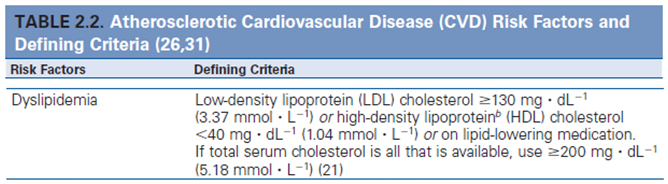 TABLE 2.2. Atherosclerotic Cardiovascular Disease (CVD) Risk Factors and
Defining Criteria (26,31)
Risk Factors Defining Criteria
Dyslipidemia Low-density lipoprotein (LDL) cholesterol ≥130 mg · dL⁻¹
(3.37 mmol · L⁻¹) or high-density lipoproteinᵇ (HDL) cholesterol
<40 mg · dL⁻¹ (1.04 mmol · L⁻¹) or on lipid-lowering medication.
If total serum cholesterol is all that is available, use ≥200 mg · dL⁻¹
(5.18 mmol · L⁻¹) (21)